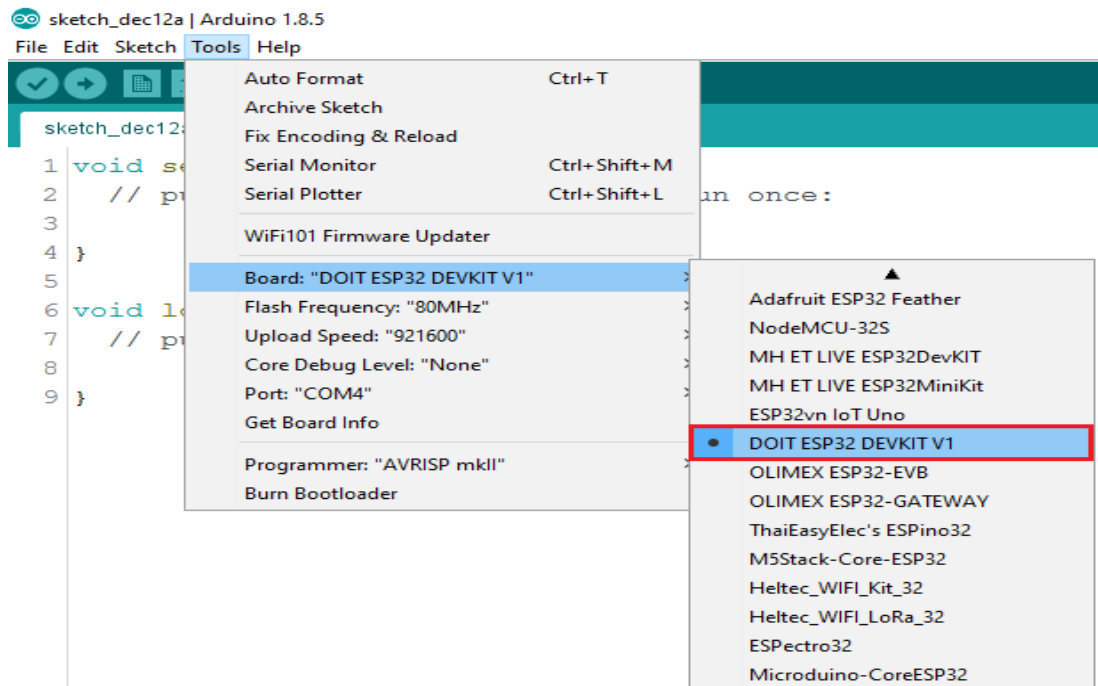 sketch_dec12a | Arduino 1.8.5
File Edit Sketch Tools Help
sketch_dec12a
1 void se
2 // pu
un once:
3
4 }
5
6 void lo
7 // pu
8
9 }
Auto Format Ctrl+T
Archive Sketch
Fix Encoding & Reload
Serial Monitor Ctrl+Shift+M
Serial Plotter Ctrl+Shift+L
WiFi101 Firmware Updater
Board: "DOIT ESP32 DEVKIT V1"
Flash Frequency: "80MHz"
Upload Speed: "921600"
Core Debug Level: "None"
Port: "COM4"
Get Board Info
Programmer: "AVRISP mkII"
Burn Bootloader
Adafruit ESP32 Feather
NodeMCU-32S
MH ET LIVE ESP32DevKIT
MH ET LIVE ESP32MiniKit
ESP32vn IoT Uno
DOIT ESP32 DEVKIT V1
OLIMEX ESP32-EVB
OLIMEX ESP32-GATEWAY
ThaiEasyElec's ESPino32
M5Stack-Core-ESP32
Heltec_WIFI_Kit_32
Heltec_WIFI_LoRa_32
ESPectro32
Microduino-CoreESP32